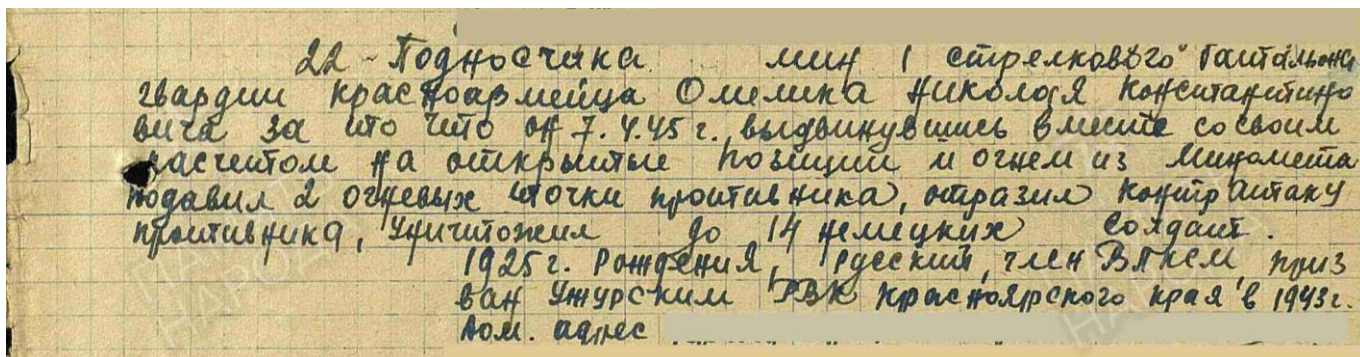 22 - Подносчика мин 1 стрелкового батальона
гвардии красноармейца Омелика Николая Константино
вича за то что он 7.4.45 г. выдвинувшись вместе со своим
расчетом на открытые позиции и огнем из миномета
подавил 2 огневых точки противника, отразил контратаку
противника, уничтожил до 14 немецких солдат.
1925 г. рождения, русский, член ВЛКСМ, приз
ван Ужурским РВК Красноярского края в 1943 г.
Дом. адрес